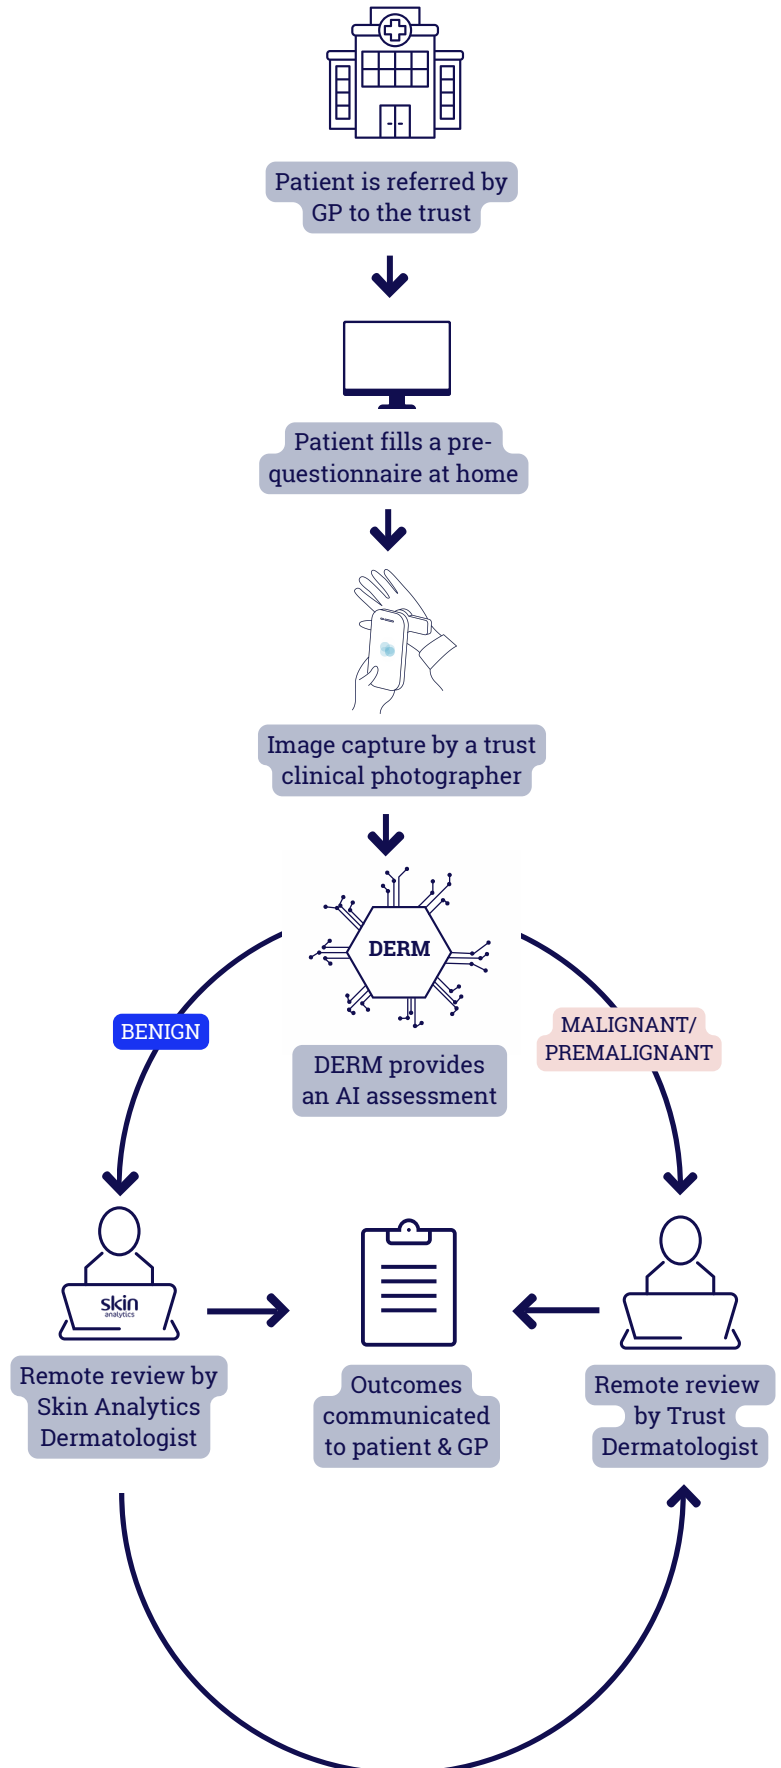 Patient is referred by
GP to the trust
Patient fills a pre-
questionnaire at home
Image capture by a trust
clinical photographer
DERM
BENIGN
MALIGNANT/
PREMALIGNANT
DERM provides
an AI assessment
skin
analytics
Remote review by
Skin Analytics
Dermatologist
Outcomes
communicated
to patient & GP
Remote review
by Trust
Dermatologist